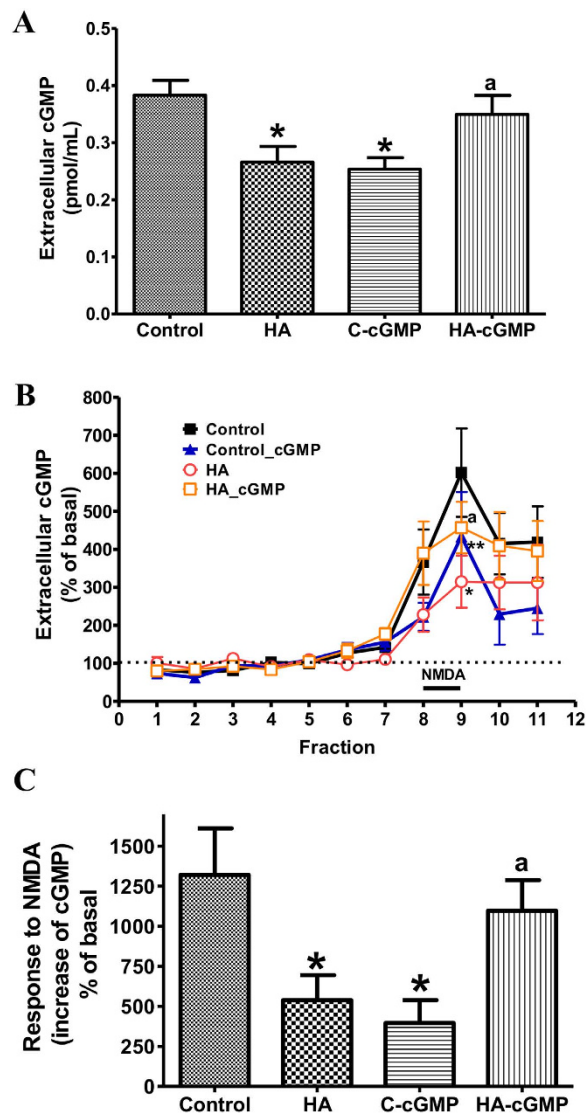 A
Extracellular cGMP
(pmol/mL)
0.5
0.4
0.3
0.2
0.1
0.0
*
*
a
Control HA C-cGMP HA-cGMP
B
Extracellular cGMP
(% of basal)
800
700
600
500
400
300
200
100
0
Control
Control_cGMP
HA
HA_cGMP
a
**
*
NMDA
0 1 2 3 4 5 6 7 8 9 10 11 12
Fraction
C
Response to NMDA
(increase of cGMP)
% of basal
1500
1250
1000
750
500
250
0
*
*
a
Control HA C-cGMP HA-cGMP